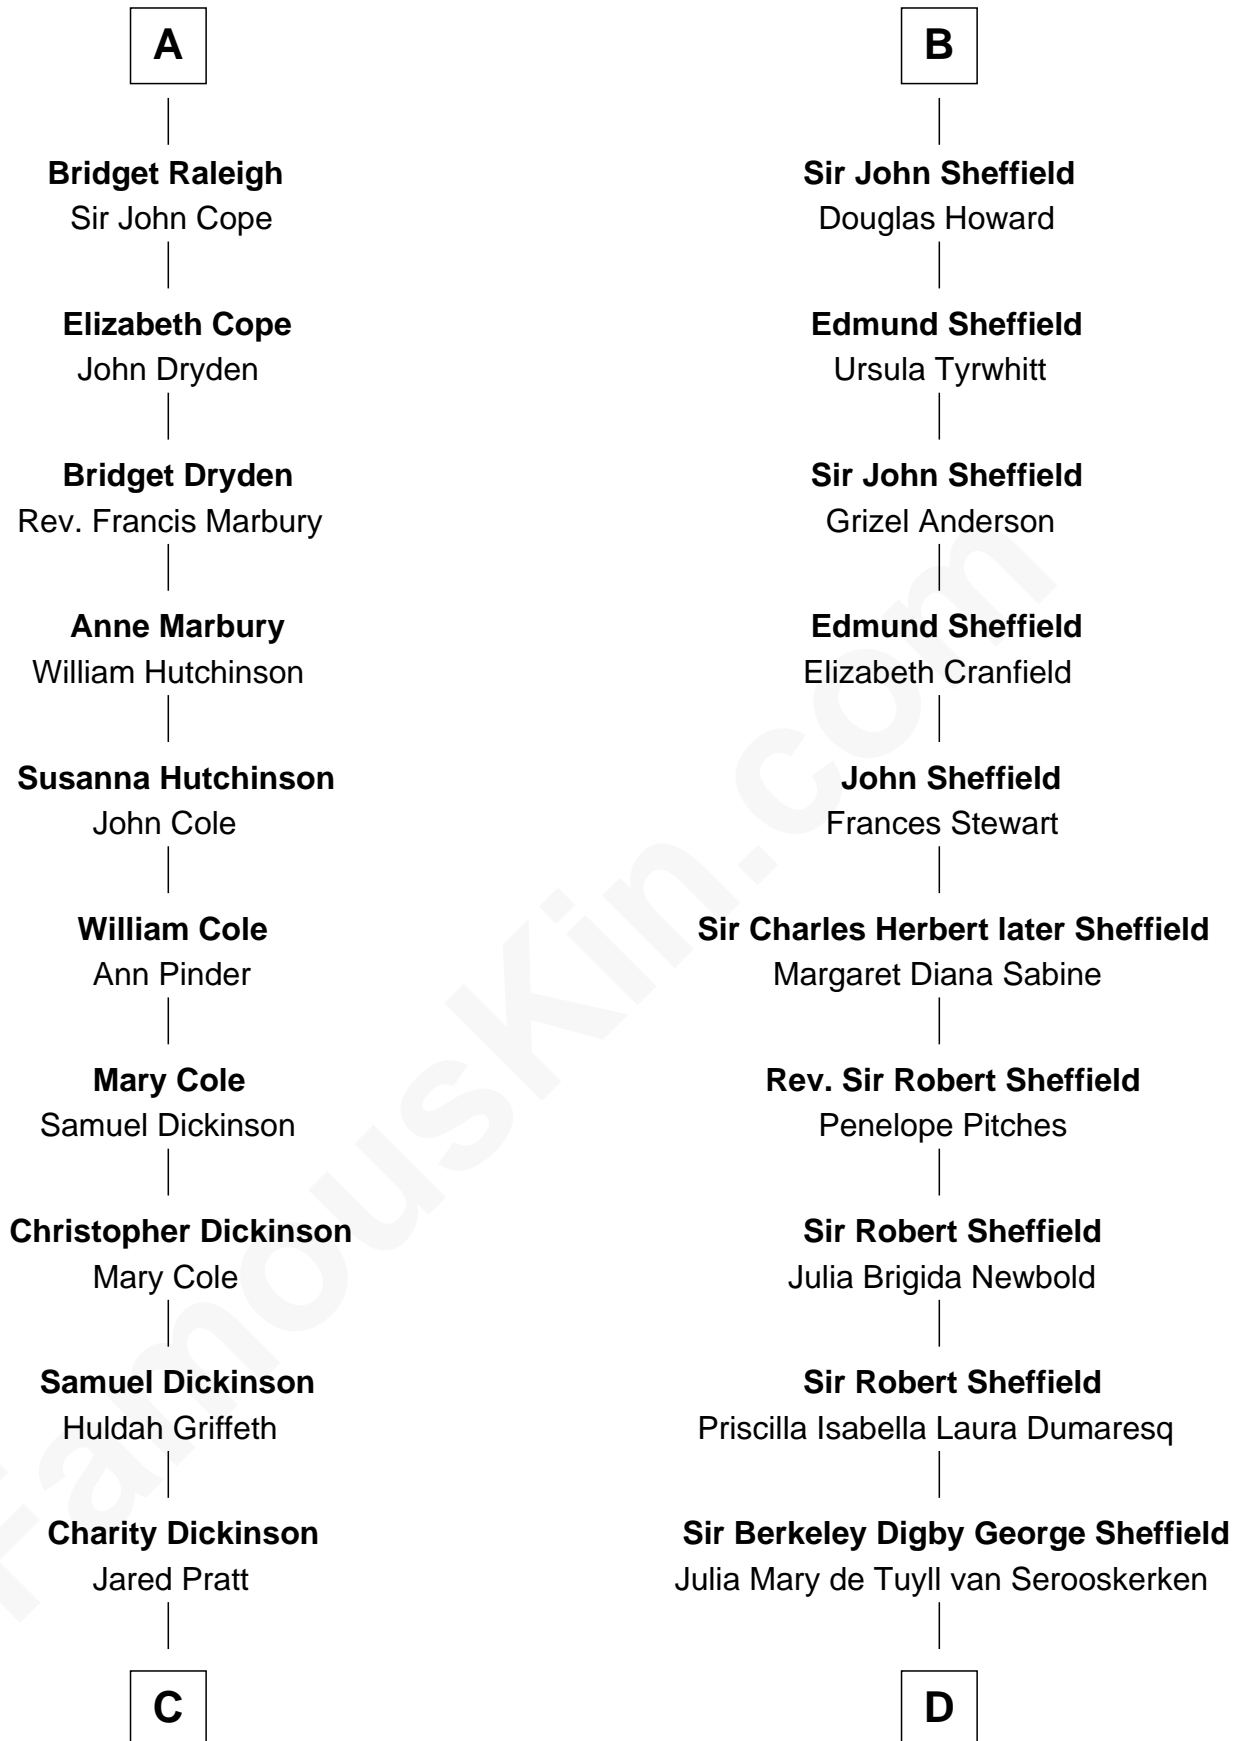 A
Bridget Raleigh
Sir John Cope
Elizabeth Cope
John Dryden
Bridget Dryden
Rev. Francis Marbury
Anne Marbury
William Hutchinson
Susanna Hutchinson
John Cole
William Cole
Ann Pinder
Mary Cole
Samuel Dickinson
Christopher Dickinson
Mary Cole
Samuel Dickinson
Huldah Griffeth
Charity Dickinson
Jared Pratt
C
B
Sir John Sheffield
Douglas Howard
Edmund Sheffield
Ursula Tyrwhitt
Sir John Sheffield
Grizel Anderson
Edmund Sheffield
Elizabeth Cranfield
John Sheffield
Frances Stewart
Sir Charles Herbert later Sheffield
Margaret Diana Sabine
Rev. Sir Robert Sheffield
Penelope Pitches
Sir Robert Sheffield
Julia Brigida Newbold
Sir Robert Sheffield
Priscilla Isabella Laura Dumaresq
Sir Berkeley Digby George Sheffield
Julia Mary de Tuyll van Serooskerken
D
FamousKin.com